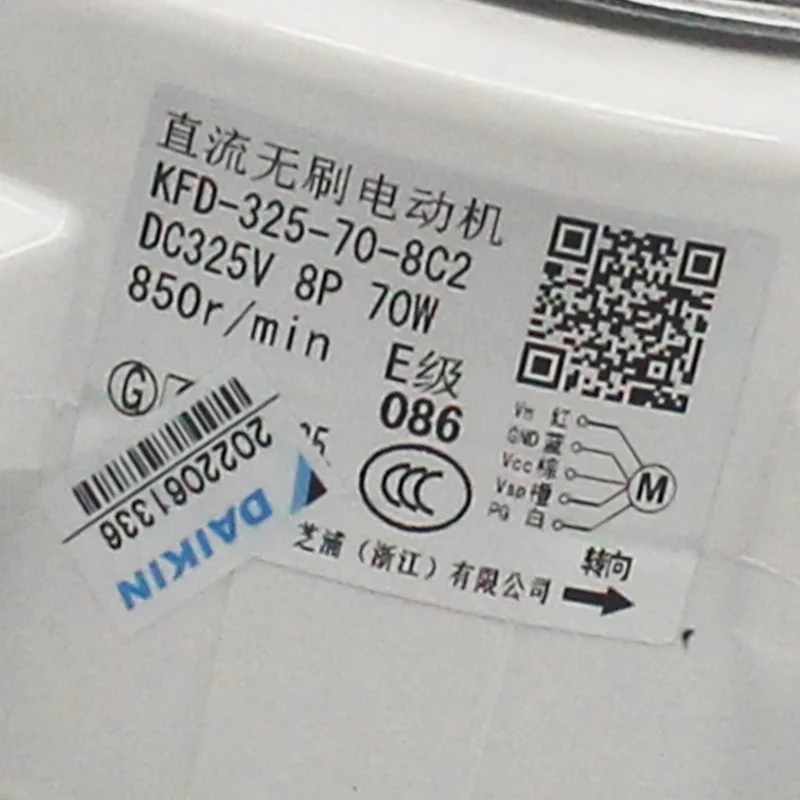 直流无刷电动机
KFD-325-70-8C2
DC325V 8P 70W
850r/min E级
G
086
CCC
Vm 红
GND 蓝
Vcc 棕
Vsp 橙
PG 白
M
转向
芝浦（浙江）有限公司
2022061336
DAIKIN